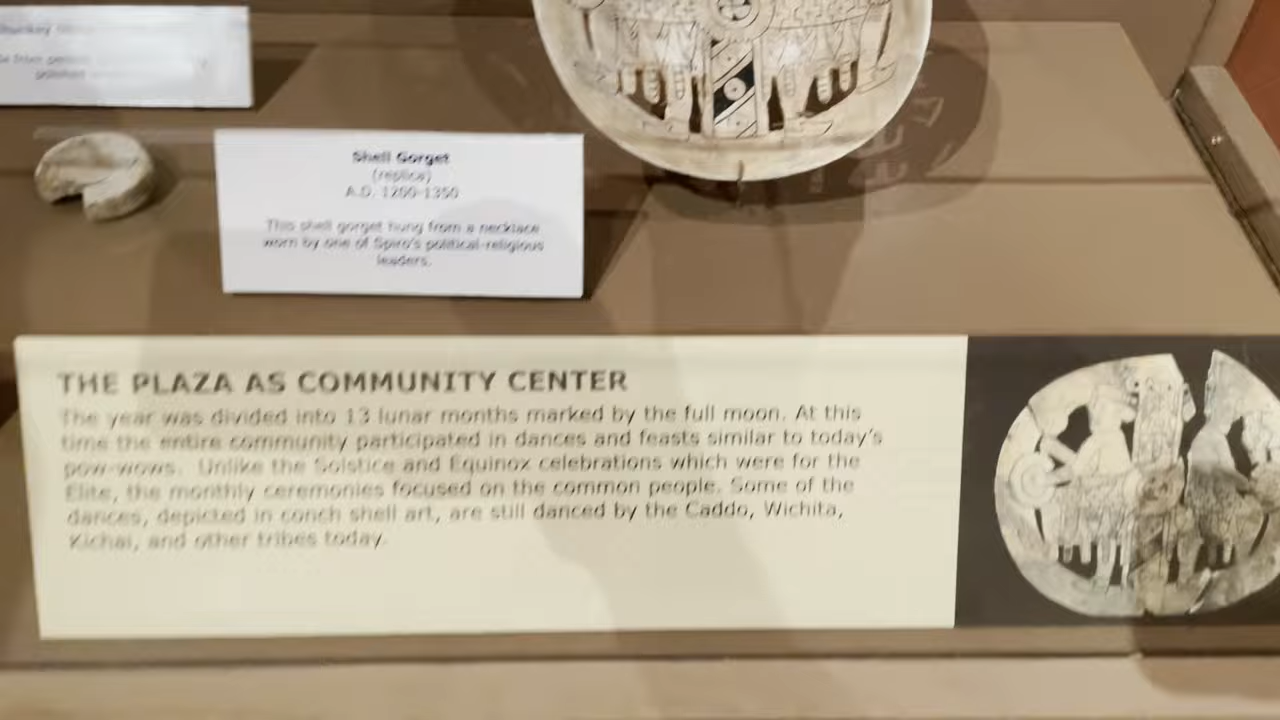 Shell Gorget
(replica)
A.D. 1200-1350
This shell gorget hung from a necklace
worn by one of Spiro's political-religious
leaders.
THE PLAZA AS COMMUNITY CENTER
The year was divided into 13 lunar months marked by the full moon. At this
time the entire community participated in dances and feasts similar to today's
pow-wows. Unlike the Solstice and Equinox celebrations which were for the
Elite, the monthly ceremonies focused on the common people. Some of the
dances, depicted in conch shell art, are still danced by the Caddo, Wichita,
Kichai, and other tribes today.